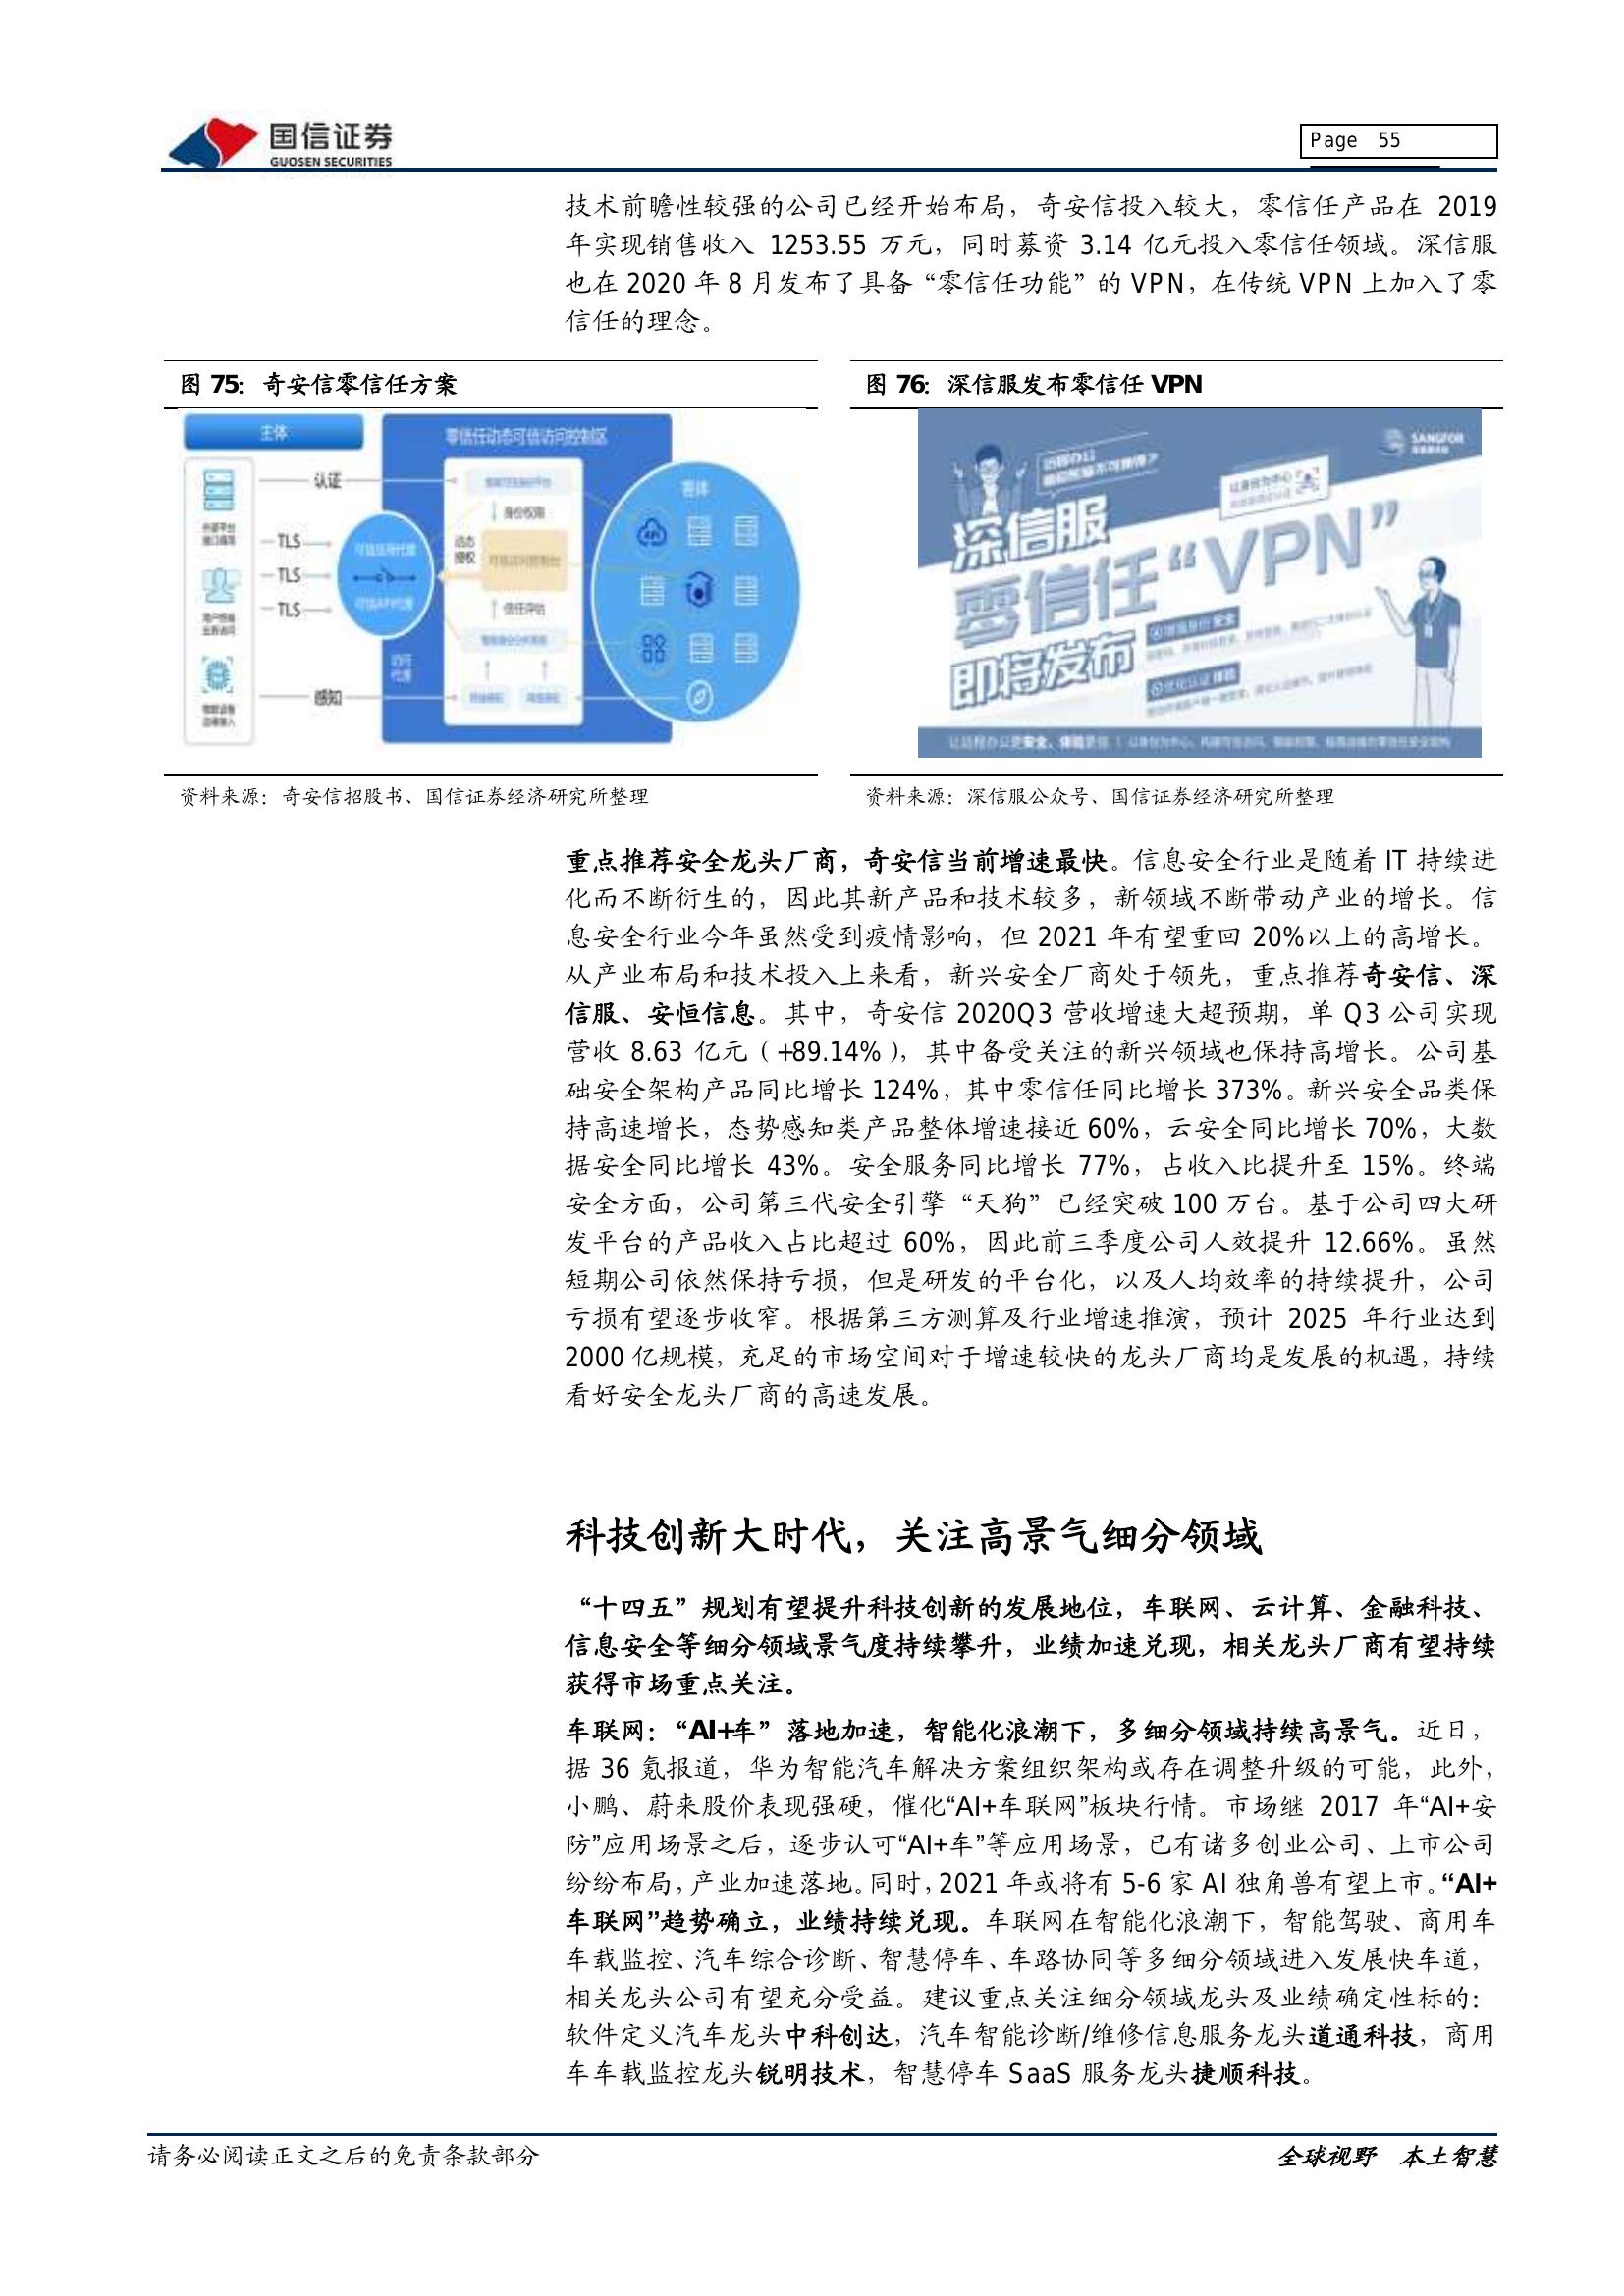 国信证券
GUOSEN SECURITIES
Page 55
技术前瞻性较强的公司已经开始布局，奇安信投入较大，零信任产品在 2019
年实现销售收入 1253.55 万元，同时募资 3.14 亿元投入零信任领域。深信服
也在 2020 年 8 月发布了具备“零信任功能”的 VPN，在传统 VPN 上加入了零
信任的理念。
图 75：奇安信零信任方案
主体
零信任动态可信访问控制区
认证
客体
身份权限
TLS
动态
授权
可信应用代理
API
可信访问控制台
TLS
TLS
可信API代理
信任评估
访问
代理
感知
图 76：深信服发布零信任 VPN
SANGFOR
深信服
零信任“VPN”
即将发布
资料来源：奇安信招股书、国信证券经济研究所整理
资料来源：深信服公众号、国信证券经济研究所整理
重点推荐安全龙头厂商，奇安信当前增速最快。信息安全行业是随着 IT 持续进
化而不断衍生的，因此其新产品和技术较多，新领域不断带动产业的增长。信
息安全行业今年虽然受到疫情影响，但 2021 年有望重回 20%以上的高增长。
从产业布局和技术投入上来看，新兴安全厂商处于领先，重点推荐奇安信、深
信服、安恒信息。其中，奇安信 2020Q3 营收增速大超预期，单 Q3 公司实现
营收 8.63 亿元（+89.14%），其中备受关注的新兴领域也保持高增长。公司基
础安全架构产品同比增长 124%，其中零信任同比增长 373%。新兴安全品类保
持高速增长，态势感知类产品整体增速接近 60%，云安全同比增长 70%，大数
据安全同比增长 43%。安全服务同比增长 77%，占收入比提升至 15%。终端
安全方面，公司第三代安全引擎“天狗”已经突破 100 万台。基于公司四大研
发平台的产品收入占比超过 60%，因此前三季度公司人效提升 12.66%。虽然
短期公司依然保持亏损，但是研发的平台化，以及人均效率的持续提升，公司
亏损有望逐步收窄。根据第三方测算及行业增速推演，预计 2025 年行业达到
2000 亿规模，充足的市场空间对于增速较快的龙头厂商均是发展的机遇，持续
看好安全龙头厂商的高速发展。
科技创新大时代，关注高景气细分领域
“十四五”规划有望提升科技创新的发展地位，车联网、云计算、金融科技、
信息安全等细分领域景气度持续攀升，业绩加速兑现，相关龙头厂商有望持续
获得市场重点关注。
车联网：“AI+车”落地加速，智能化浪潮下，多细分领域持续高景气。近日，
据 36 氪报道，华为智能汽车解决方案组织架构或存在调整升级的可能，此外，
小鹏、蔚来股价表现强硬，催化“AI+车联网”板块行情。市场继 2017 年“AI+安
防”应用场景之后，逐步认可“AI+车”等应用场景，已有诸多创业公司、上市公司
纷纷布局，产业加速落地。同时，2021 年或将有 5-6 家 AI 独角兽有望上市。“AI+
车联网”趋势确立，业绩持续兑现。车联网在智能化浪潮下，智能驾驶、商用车
车载监控、汽车综合诊断、智慧停车、车路协同等多细分领域进入发展快车道，
相关龙头公司有望充分受益。建议重点关注细分领域龙头及业绩确定性标的：
软件定义汽车龙头中科创达，汽车智能诊断/维修信息服务龙头道通科技，商用
车车载监控龙头锐明技术，智慧停车 SaaS 服务龙头捷顺科技。
请务必阅读正文之后的免责条款部分
全球视野 本土智慧